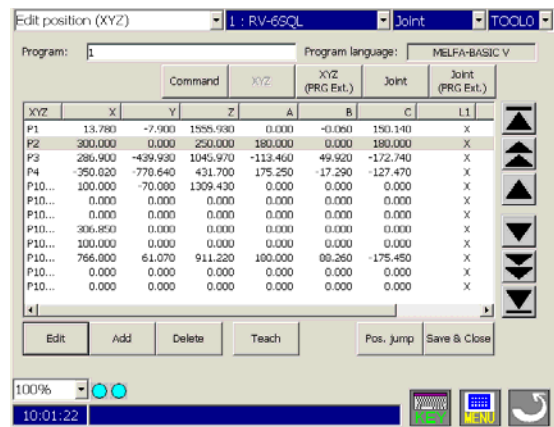 Edit position (XYZ) 1 : RV-6SQL Joint TOOL0
Program: 1 Program language: MELFA-BASIC V
Command XYZ XYZ (PRG Ext.) Joint Joint (PRG Ext.)
XYZ X Y Z A B C L1
P1 13.780 -7.900 1555.930 0.000 -0.060 150.140 X
P2 300.000 0.000 250.000 180.000 0.000 180.000 X
P3 286.900 -439.930 1045.970 -113.460 49.920 -172.740 X
P4 -350.820 -778.640 431.700 175.250 -17.290 -127.470 X
P10... 100.000 -70.000 1309.430 0.000 0.000 0.000 X
P10... 0.000 0.000 0.000 0.000 0.000 0.000 X
P10... 0.000 0.000 0.000 0.000 0.000 0.000 X
P10... 306.850 0.000 0.000 0.000 0.000 0.000 X
P10... 100.000 0.000 0.000 0.000 0.000 0.000 X
P10... 766.800 61.070 911.220 180.000 88.260 -175.450 X
P10... 0.000 0.000 0.000 0.000 0.000 0.000 X
P10... 0.000 0.000 0.000 0.000 0.000 0.000 X
Edit Add Delete Teach Pos. jump Save & Close
100%
10:01:22 KEY MENU